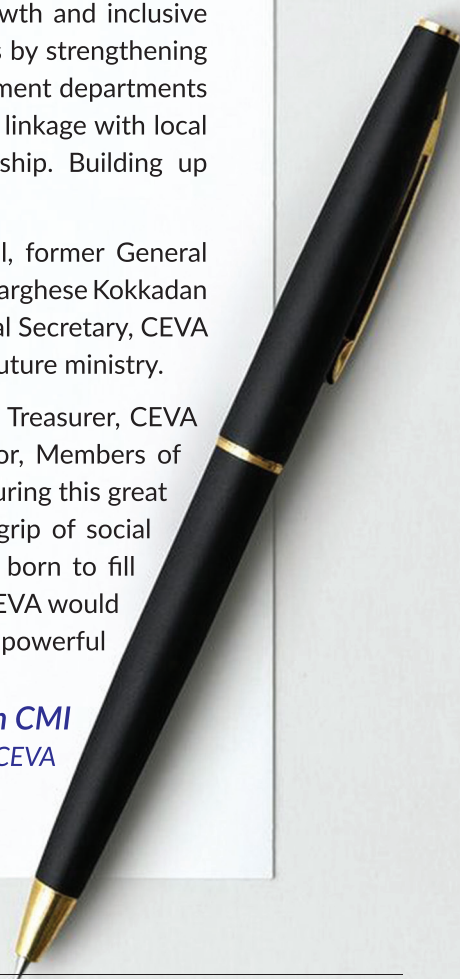 wth and inclusive
s by strengthening
ment departments
linkage with local
ship. Building up
l, former General
arghese Kokkadan
al Secretary, CEVA
uture ministry.
Treasurer, CEVA
or, Members of
uring this great
grip of social
born to fill
EVA would
powerful
n CMI
CEVA